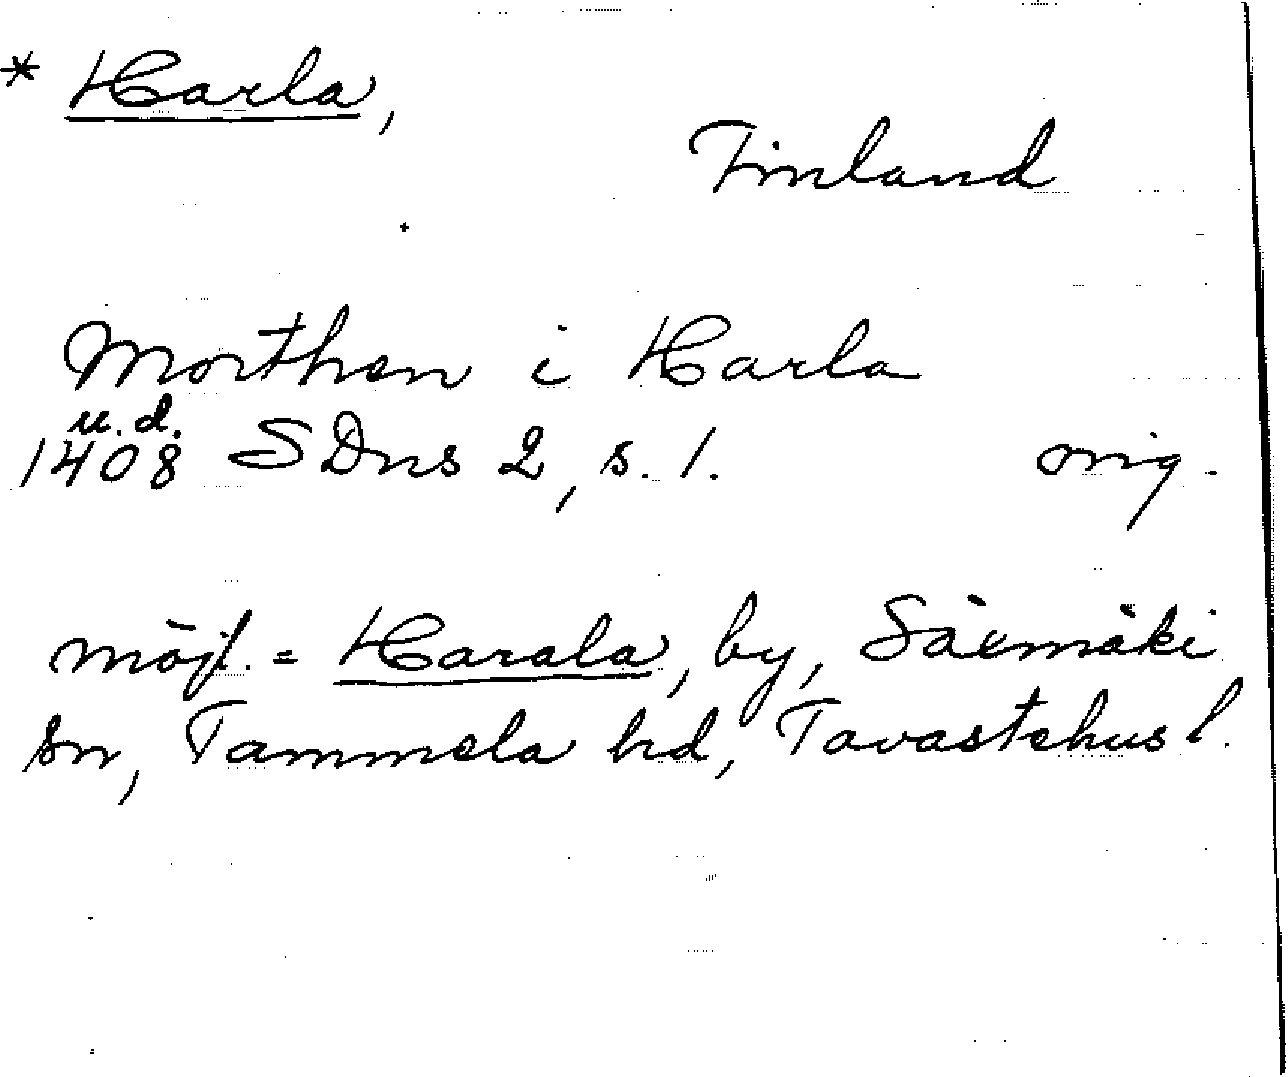 * Harla,
Finland
Morthen i Harla
u.d.
1408 SDns 2, s. 1. orig.
möjl. = Harala, by, Säämäki
sn, Tammela hd, Tavastehus l.